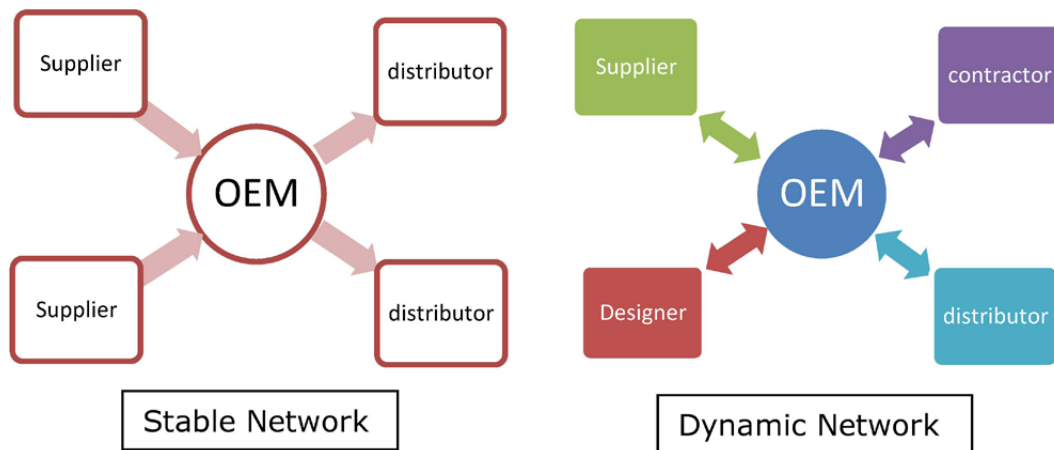 Supplier
distributor
OEM
Supplier
distributor
Stable Network
Supplier
contractor
OEM
Designer
distributor
Dynamic Network